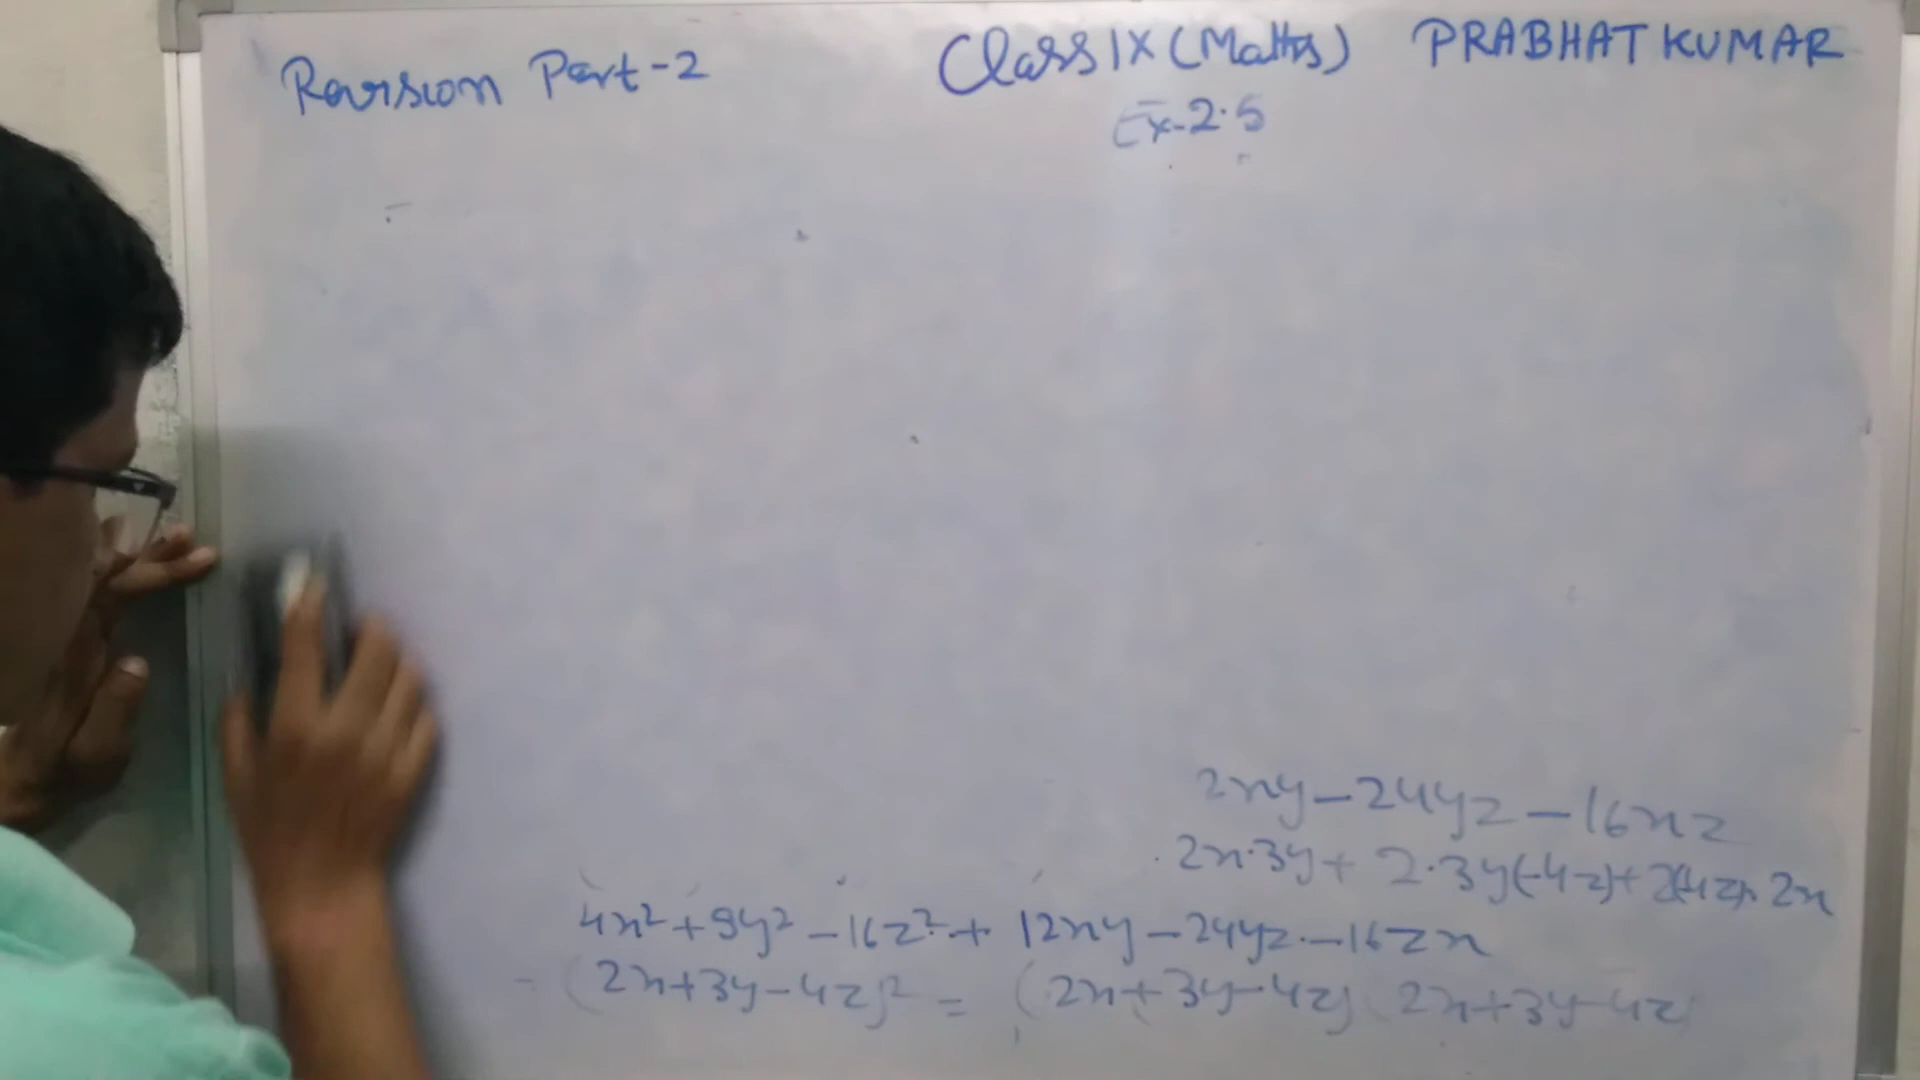 Revision Part-2
Class IX (Maths) PRABHAT KUMAR
Ex-2.5
2xy - 24yz - 16xz
2x·3y + 2·3y(-4z) + 2(-4z)·2x
4x² + 9y² - 16z² + 12xy - 24yz - 16zx
(2x+3y-4z)² = (2x+3y-4z) (2x+3y-4z